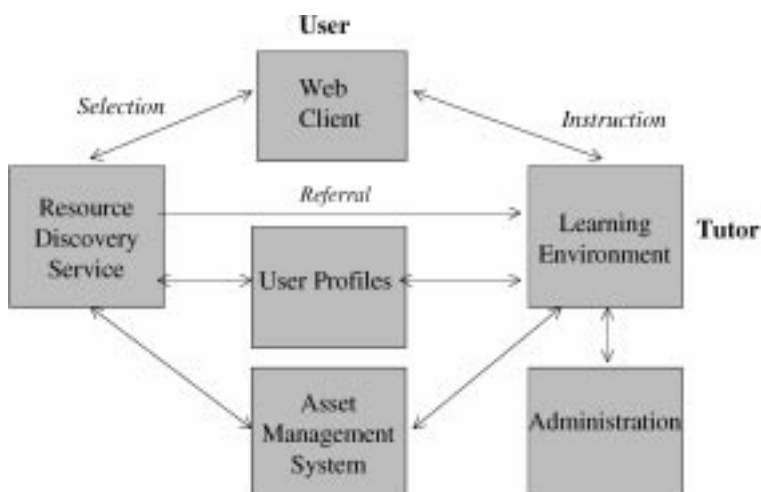 User
Web
Client
Selection
Instruction
Resource
Discovery
Service
Referral
Learning
Environment
Tutor
User Profiles
Asset
Management
System
Administration